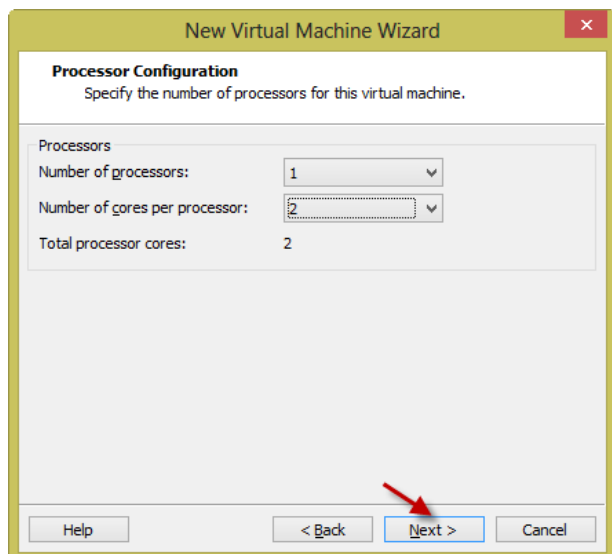 New Virtual Machine Wizard
Processor Configuration
Specify the number of processors for this virtual machine.
Processors
Number of processors: 1
Number of cores per processor: 2
Total processor cores: 2
Help < Back Next > Cancel